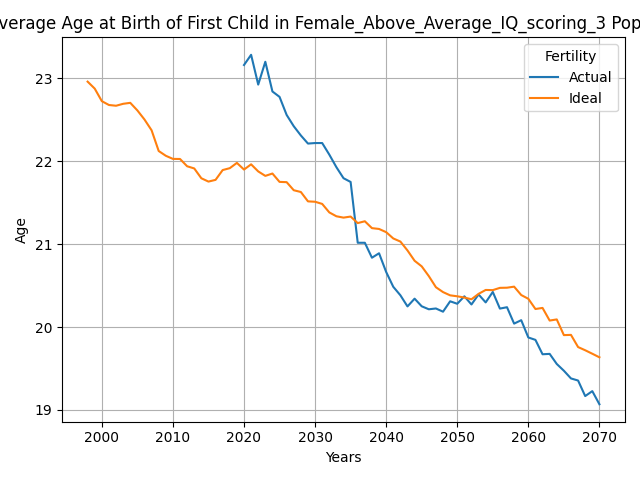 verage Age at Birth of First Child in Female_Above_Average_IQ_scoring_3 Pop
Fertility
Actual
Ideal
23
22
21
20
19
Age
2000 2010 2020 2030 2040 2050 2060 2070
Years